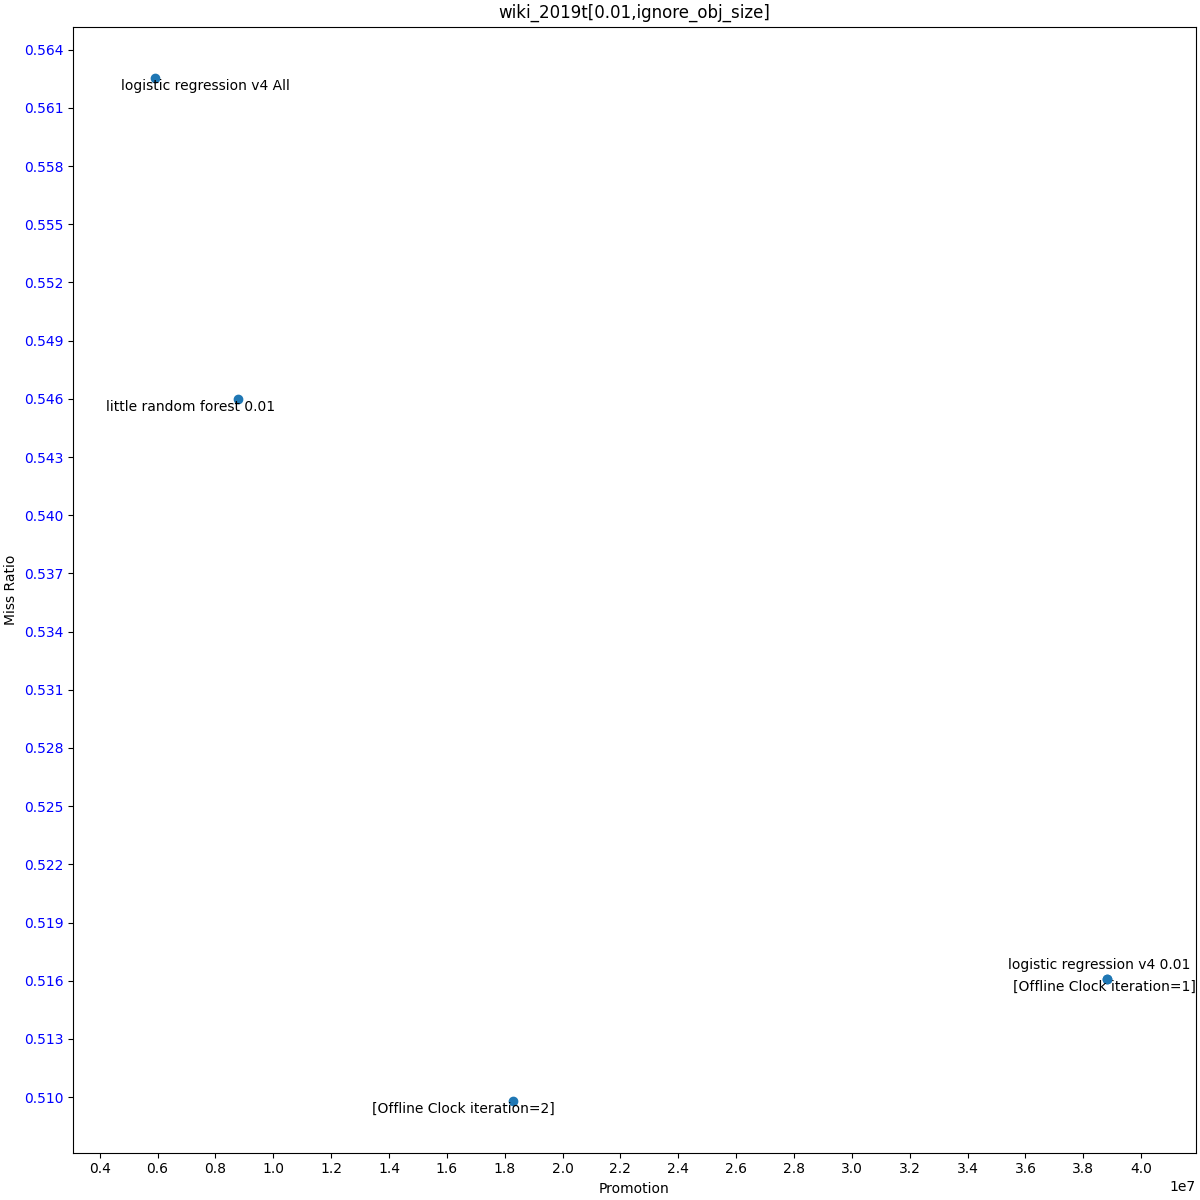 wiki_2019t[0.01,ignore_obj_size]
0.564
logistic regression v4 All
0.561
0.558
0.555
0.552
0.549
0.546
little random forest 0.01
0.543
0.540
0.537
Miss Ratio
0.534
0.531
0.528
0.525
0.522
0.519
logistic regression v4 0.01
0.516
[Offline Clock iteration=1]
0.513
0.510
[Offline Clock iteration=2]
0.4 0.6 0.8 1.0 1.2 1.4 1.6 1.8 2.0 2.2 2.4 2.6 2.8 3.0 3.2 3.4 3.6 3.8 4.0
1e7
Promotion